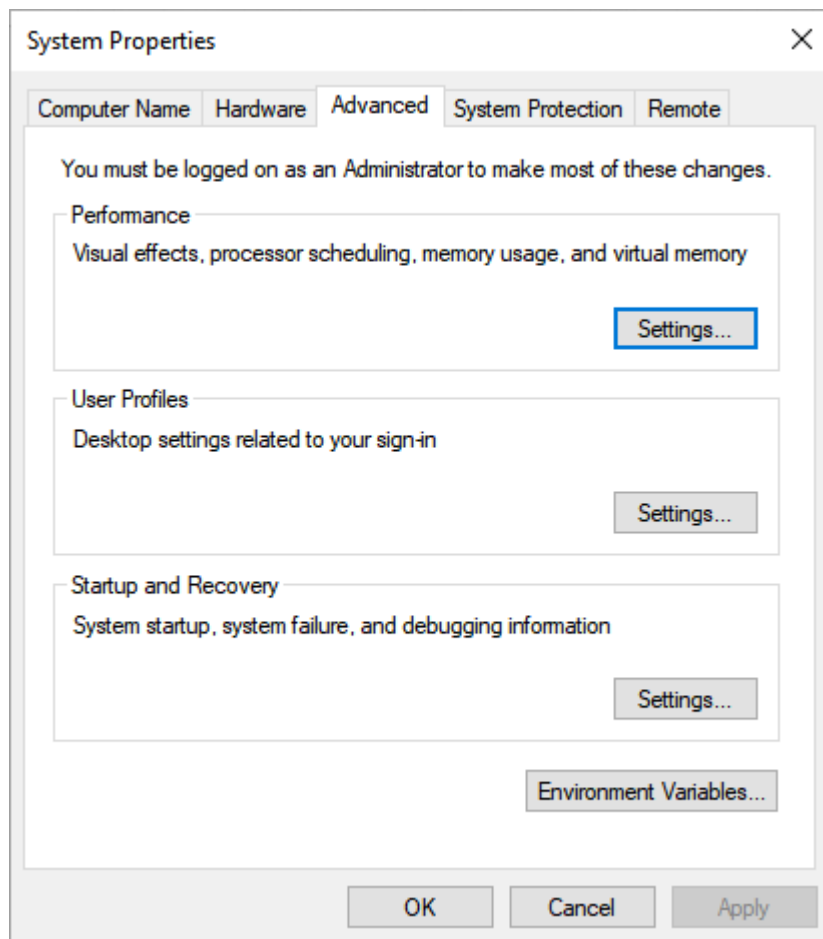 System Properties
Computer Name Hardware Advanced System Protection Remote
You must be logged on as an Administrator to make most of these changes.
Performance
Visual effects, processor scheduling, memory usage, and virtual memory
Settings...
User Profiles
Desktop settings related to your sign-in
Settings...
Startup and Recovery
System startup, system failure, and debugging information
Settings...
Environment Variables...
OK Cancel Apply